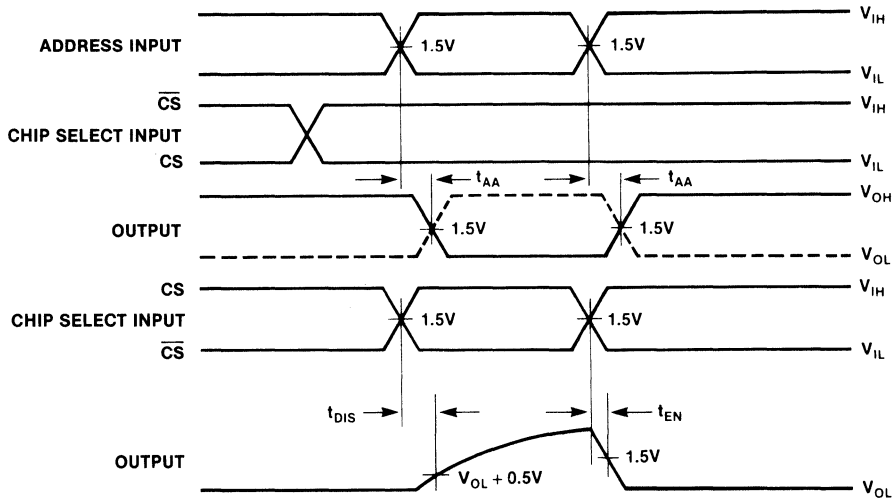 V_IH
ADDRESS INPUT 1.5V 1.5V
V_IL
C̅S̅ V_IH
CHIP SELECT INPUT
CS V_IL
t_AA t_AA
V_OH
OUTPUT 1.5V 1.5V
V_OL
CS V_IH
CHIP SELECT INPUT 1.5V 1.5V
C̅S̅ V_IL
t_DIS t_EN
OUTPUT 1.5V
V_OL + 0.5V
V_OL